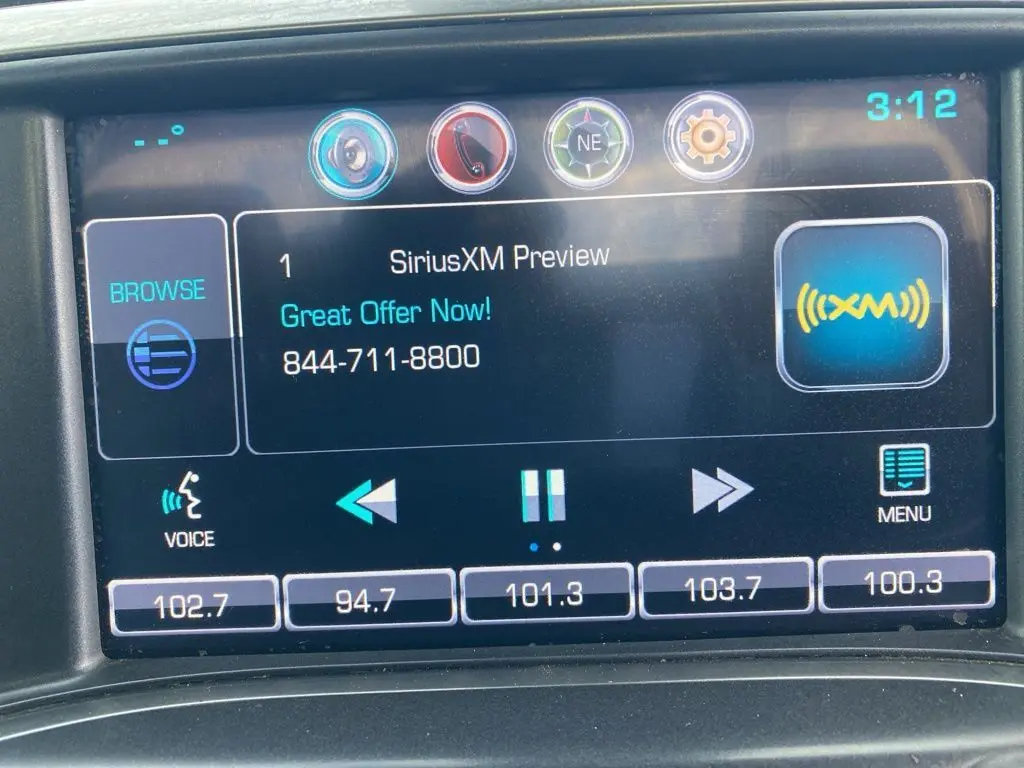 --°
NE
3:12
BROWSE
1 SiriusXM Preview
Great Offer Now!
844-711-8800
((( XM )))
VOICE
MENU
102.7
94.7
101.3
103.7
100.3